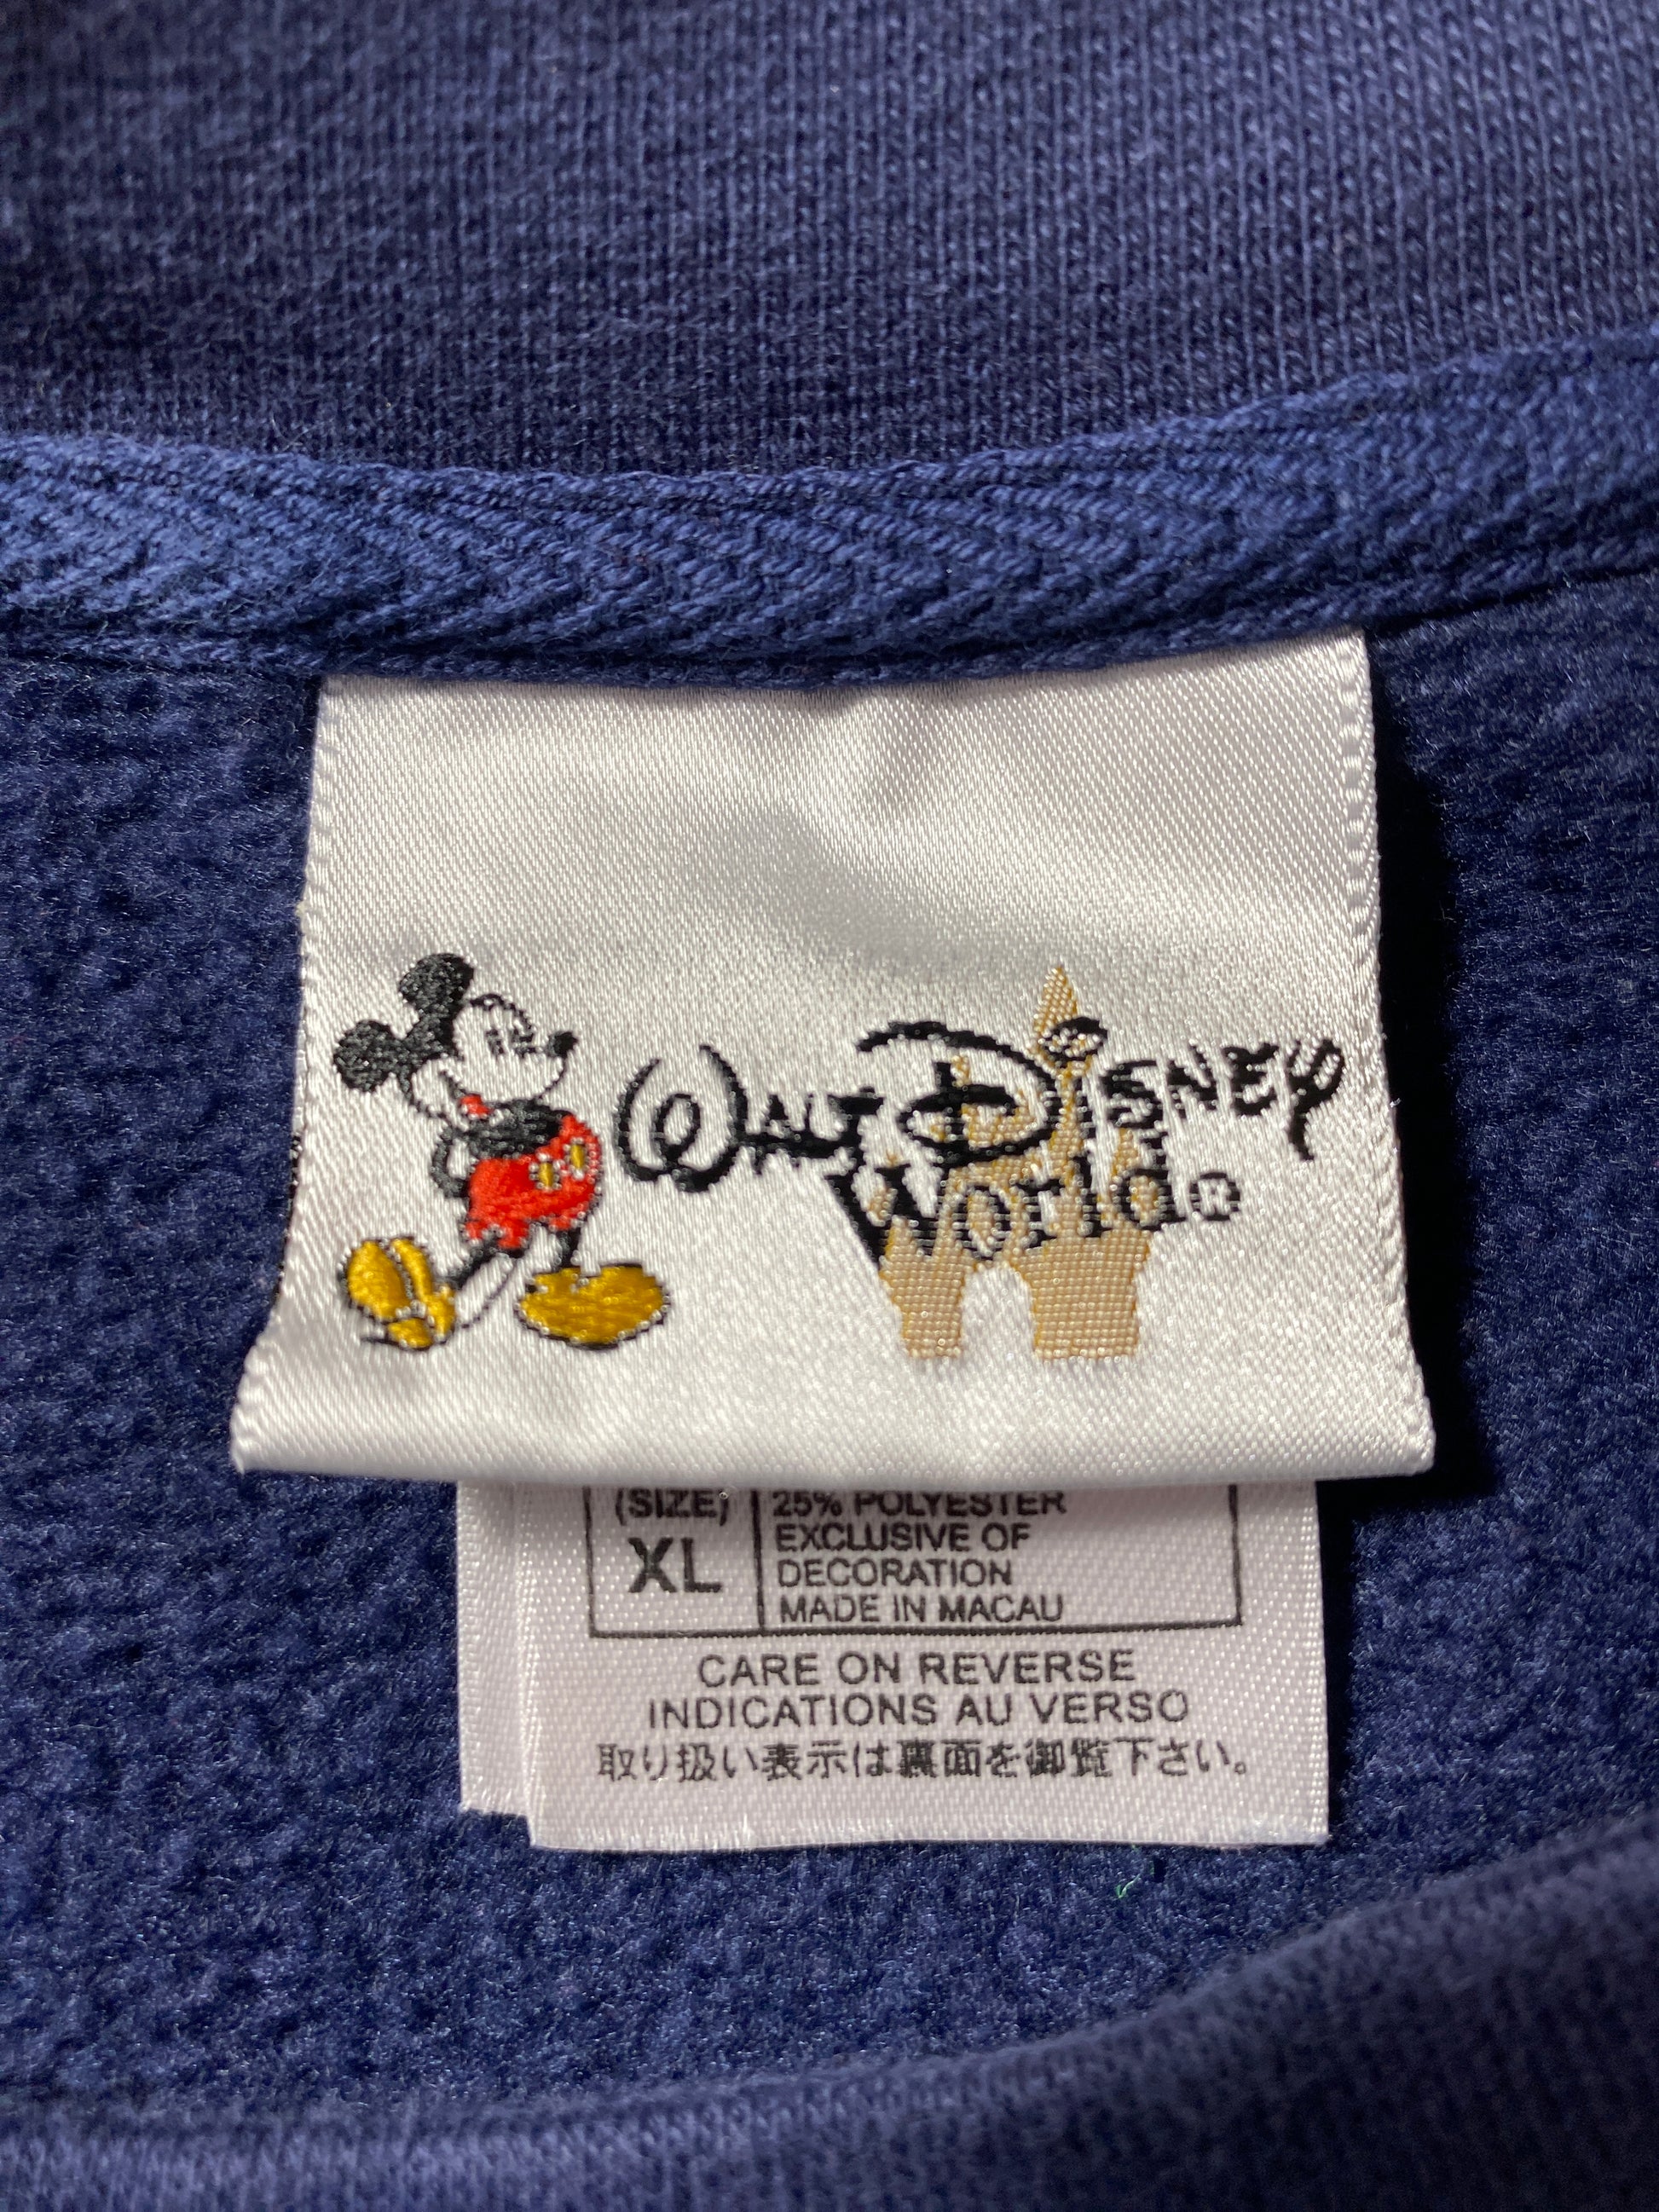 WALT DISNEY
World®
(SIZE)
XL
25% POLYESTER
EXCLUSIVE OF
DECORATION
MADE IN MACAU
CARE ON REVERSE
INDICATIONS AU VERSO
取り扱い表示は裏面を御覧下さい。